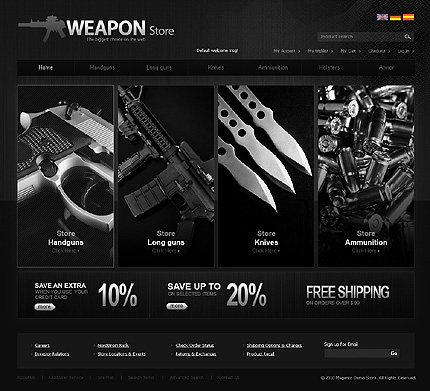 WEAPON Store
The biggest choice on the web
Product search
Default welcome msg!
My Account
My Wishlist
My Cart
Checkout
Log In
Home
Handguns
Long guns
Knives
Ammunition
Holsters
Armor
Store
Handguns
Click Here
Store
Long guns
Click Here
Store
Knives
Click Here
Store
Ammunition
Click Here
SAVE AN EXTRA
WHEN YOU USE YOUR
CREDIT CARD
10%
more
SAVE UP TO
ON SELECTED ITEMS
20%
more
FREE SHIPPING
ON ORDERS OVER $99
Careers
Investor Relations
Nordstrom Rack
Store Locations & Events
Check Order Status
Returns & Exchanges
Shipping Options & Charges
Product Recall
Sign up for Email
Go
About Us
Customer Service
Site Map
Search Terms
Advanced Search
Contact Us
© 2010 Magento Demo Store. All Rights Reserved.